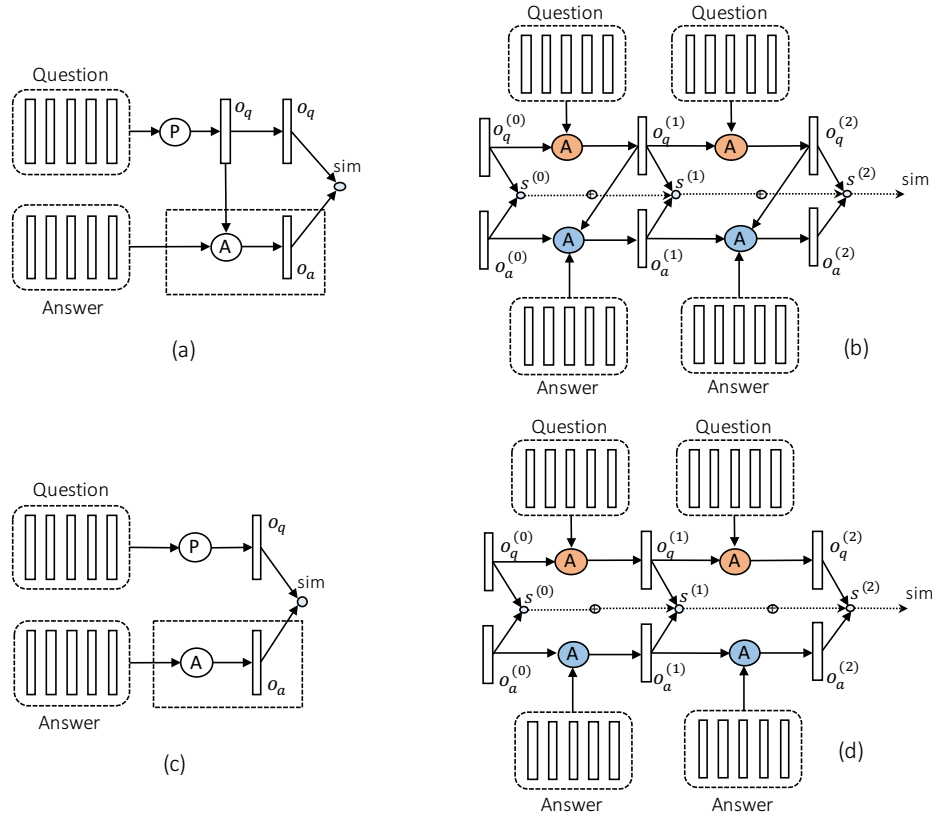 Question
P
O_q
O_q
sim
A
O_a
Answer
(a)
Question
Question
O_q^(0)
A
O_q^(1)
A
O_q^(2)
s^(0)
s^(1)
s^(2)
sim
O_a^(0)
A
O_a^(1)
A
O_a^(2)
Answer
Answer
(b)
Question
P
O_q
sim
A
O_a
Answer
(c)
Question
Question
O_q^(0)
A
O_q^(1)
A
O_q^(2)
s^(0)
s^(1)
s^(2)
sim
O_a^(0)
A
O_a^(1)
A
O_a^(2)
Answer
Answer
(d)